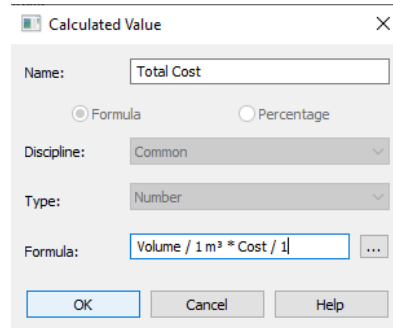 Calculated Value
Name: Total Cost
Formula Percentage
Discipline: Common
Type: Number
Formula: Volume / 1 m³ * Cost / 1 ...
OK Cancel Help